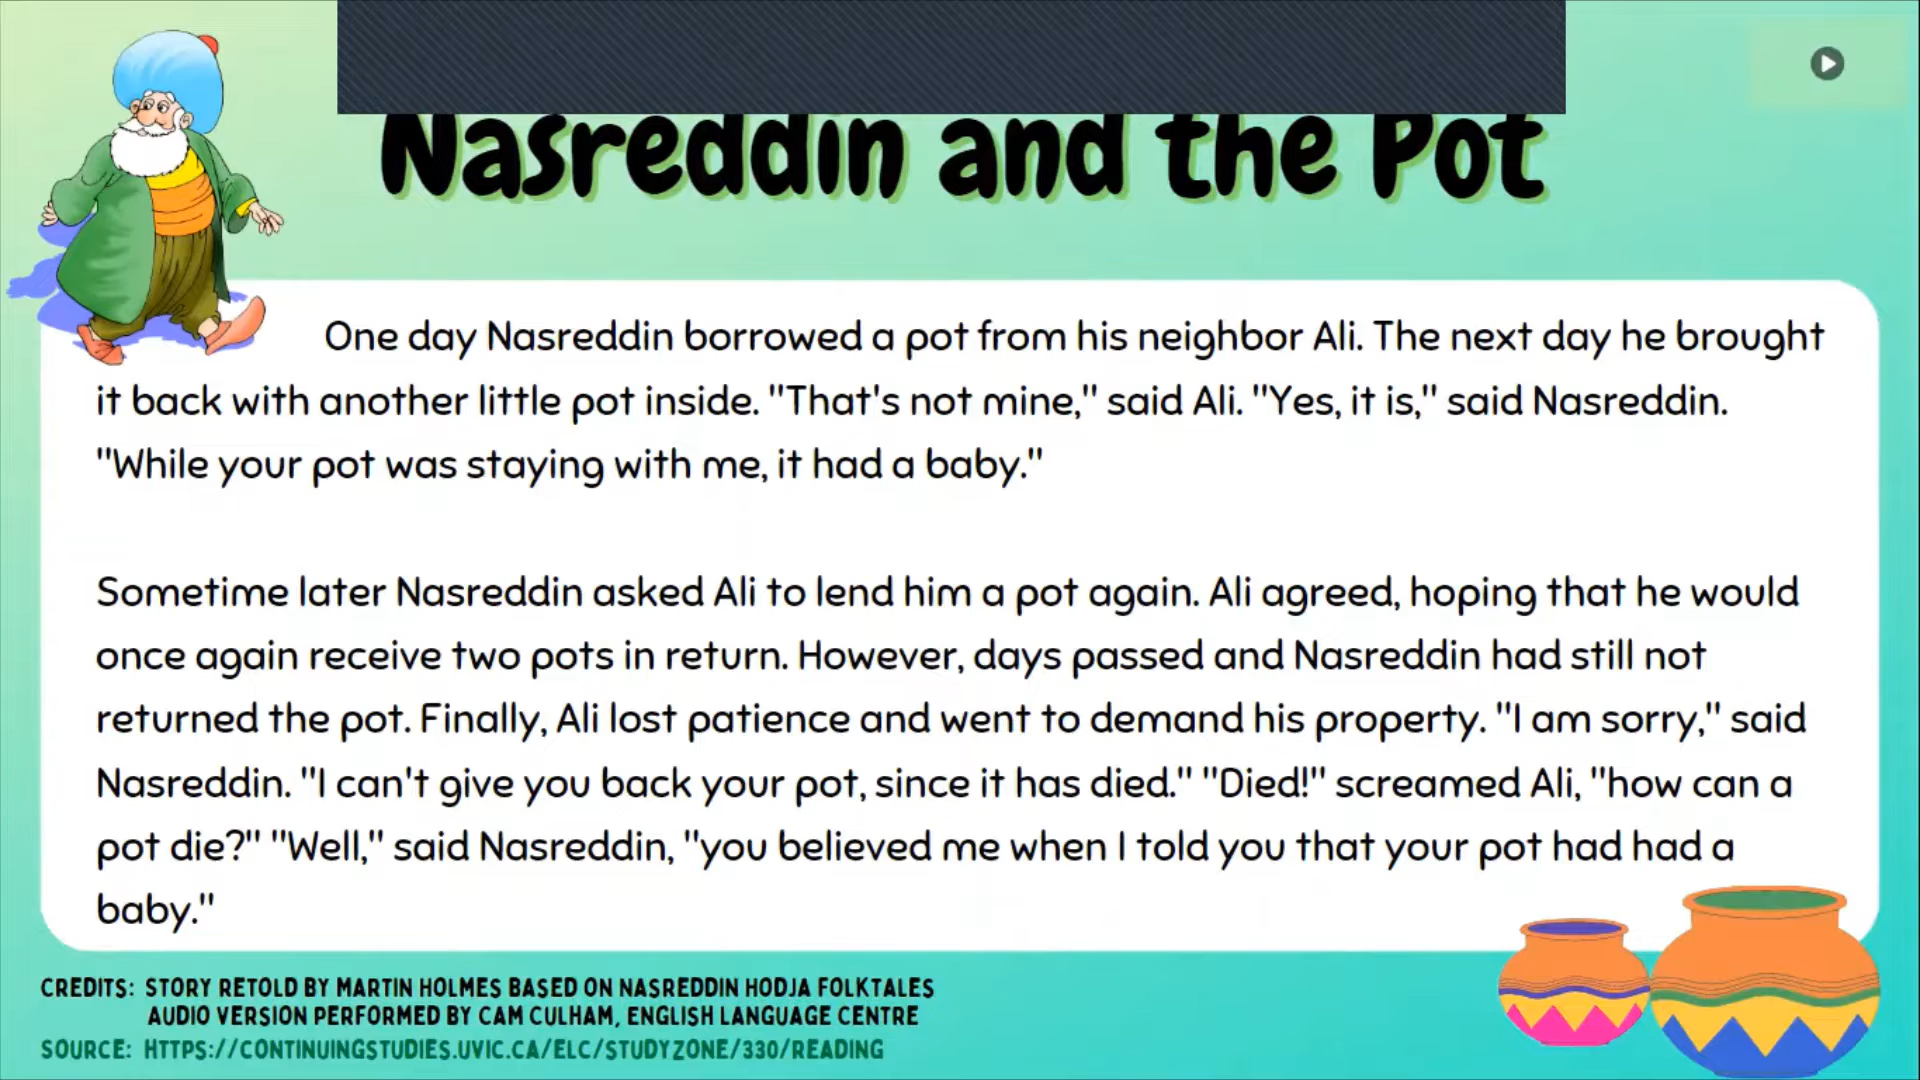 Nasreddin and the Pot
One day Nasreddin borrowed a pot from his neighbor Ali. The next day he brought
it back with another little pot inside. "That's not mine," said Ali. "Yes, it is," said Nasreddin.
"While your pot was staying with me, it had a baby."
Sometime later Nasreddin asked Ali to lend him a pot again. Ali agreed, hoping that he would
once again receive two pots in return. However, days passed and Nasreddin had still not
returned the pot. Finally, Ali lost patience and went to demand his property. "I am sorry," said
Nasreddin. "I can't give you back your pot, since it has died." "Died!" screamed Ali, "how can a
pot die?" "Well," said Nasreddin, "you believed me when I told you that your pot had had a
baby."
CREDITS: STORY RETOLD BY MARTIN HOLMES BASED ON NASREDDIN HODJA FOLKTALES
AUDIO VERSION PERFORMED BY CAM CULHAM, ENGLISH LANGUAGE CENTRE
SOURCE: HTTPS://CONTINUINGSTUDIES.UVIC.CA/ELC/STUDYZONE/330/READING